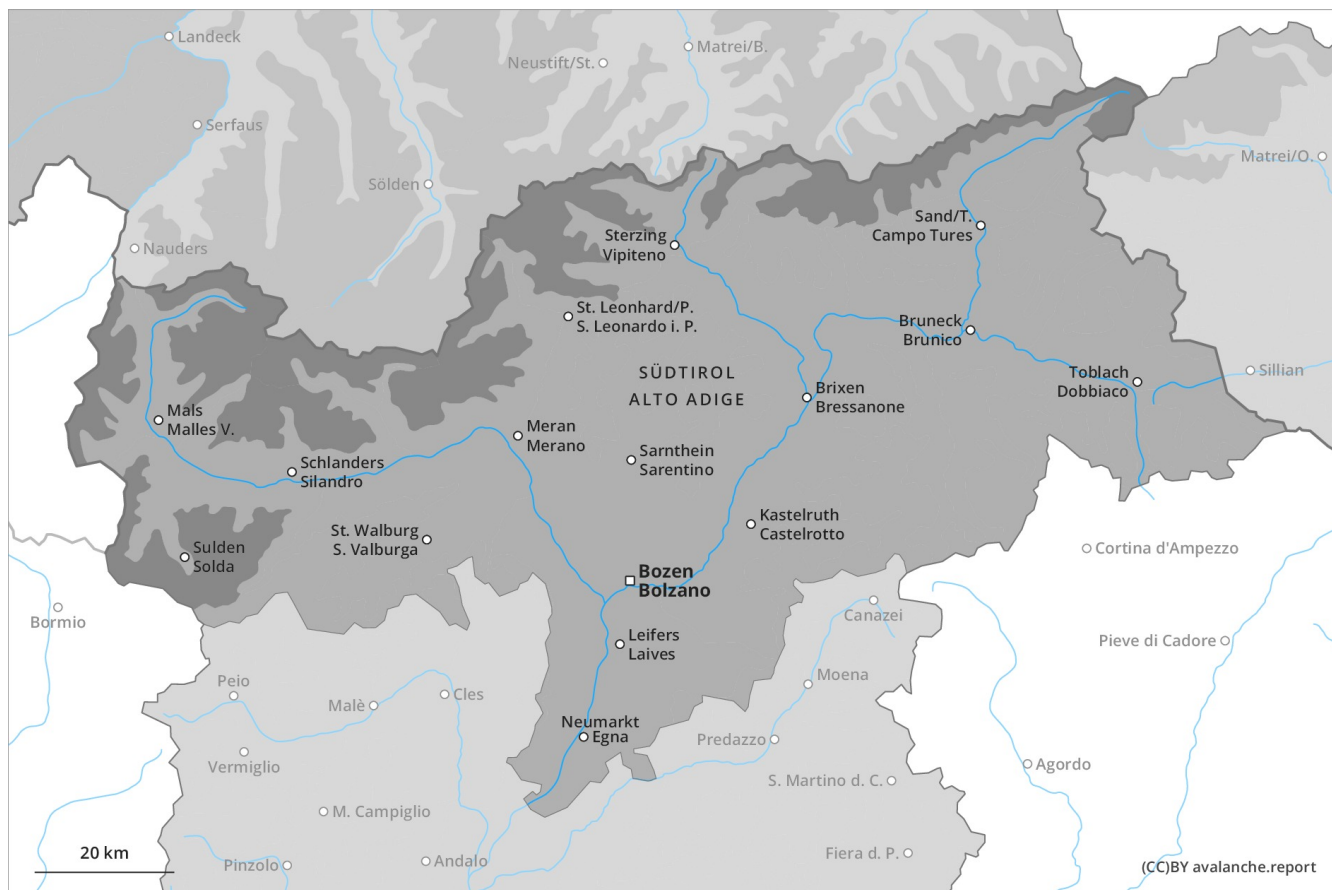 Landeck
Matrei/B.
Neustift/St.
Serfaus
Matrei/O.
Sölden
Nauders
Sand/T.
Campo Tures
Sterzing
Vipiteno
St. Leonhard/P.
S. Leonardo i. P.
Bruneck
Brunico
SÜDTIROL
ALTO ADIGE
Toblach
Dobbiaco
Sillian
Brixen
Bressanone
Mals
Malles V.
Meran
Merano
Schlanders
Silandro
Sarnthein
Sarentino
St. Walburg
S. Valburga
Kastelruth
Castelrotto
Sulden
Solda
Cortina d'Ampezzo
Bozen
Bolzano
Bormio
Canazei
Leifers
Laives
Pieve di Cadore
Peio
Malè
Cles
Moena
Neumarkt
Egna
Predazzo
Vermiglio
Agordo
S. Martino d. C.
M. Campiglio
20 km
Pinzolo
Andalo
Fiera d. P.
(CC)BY avalanche.report